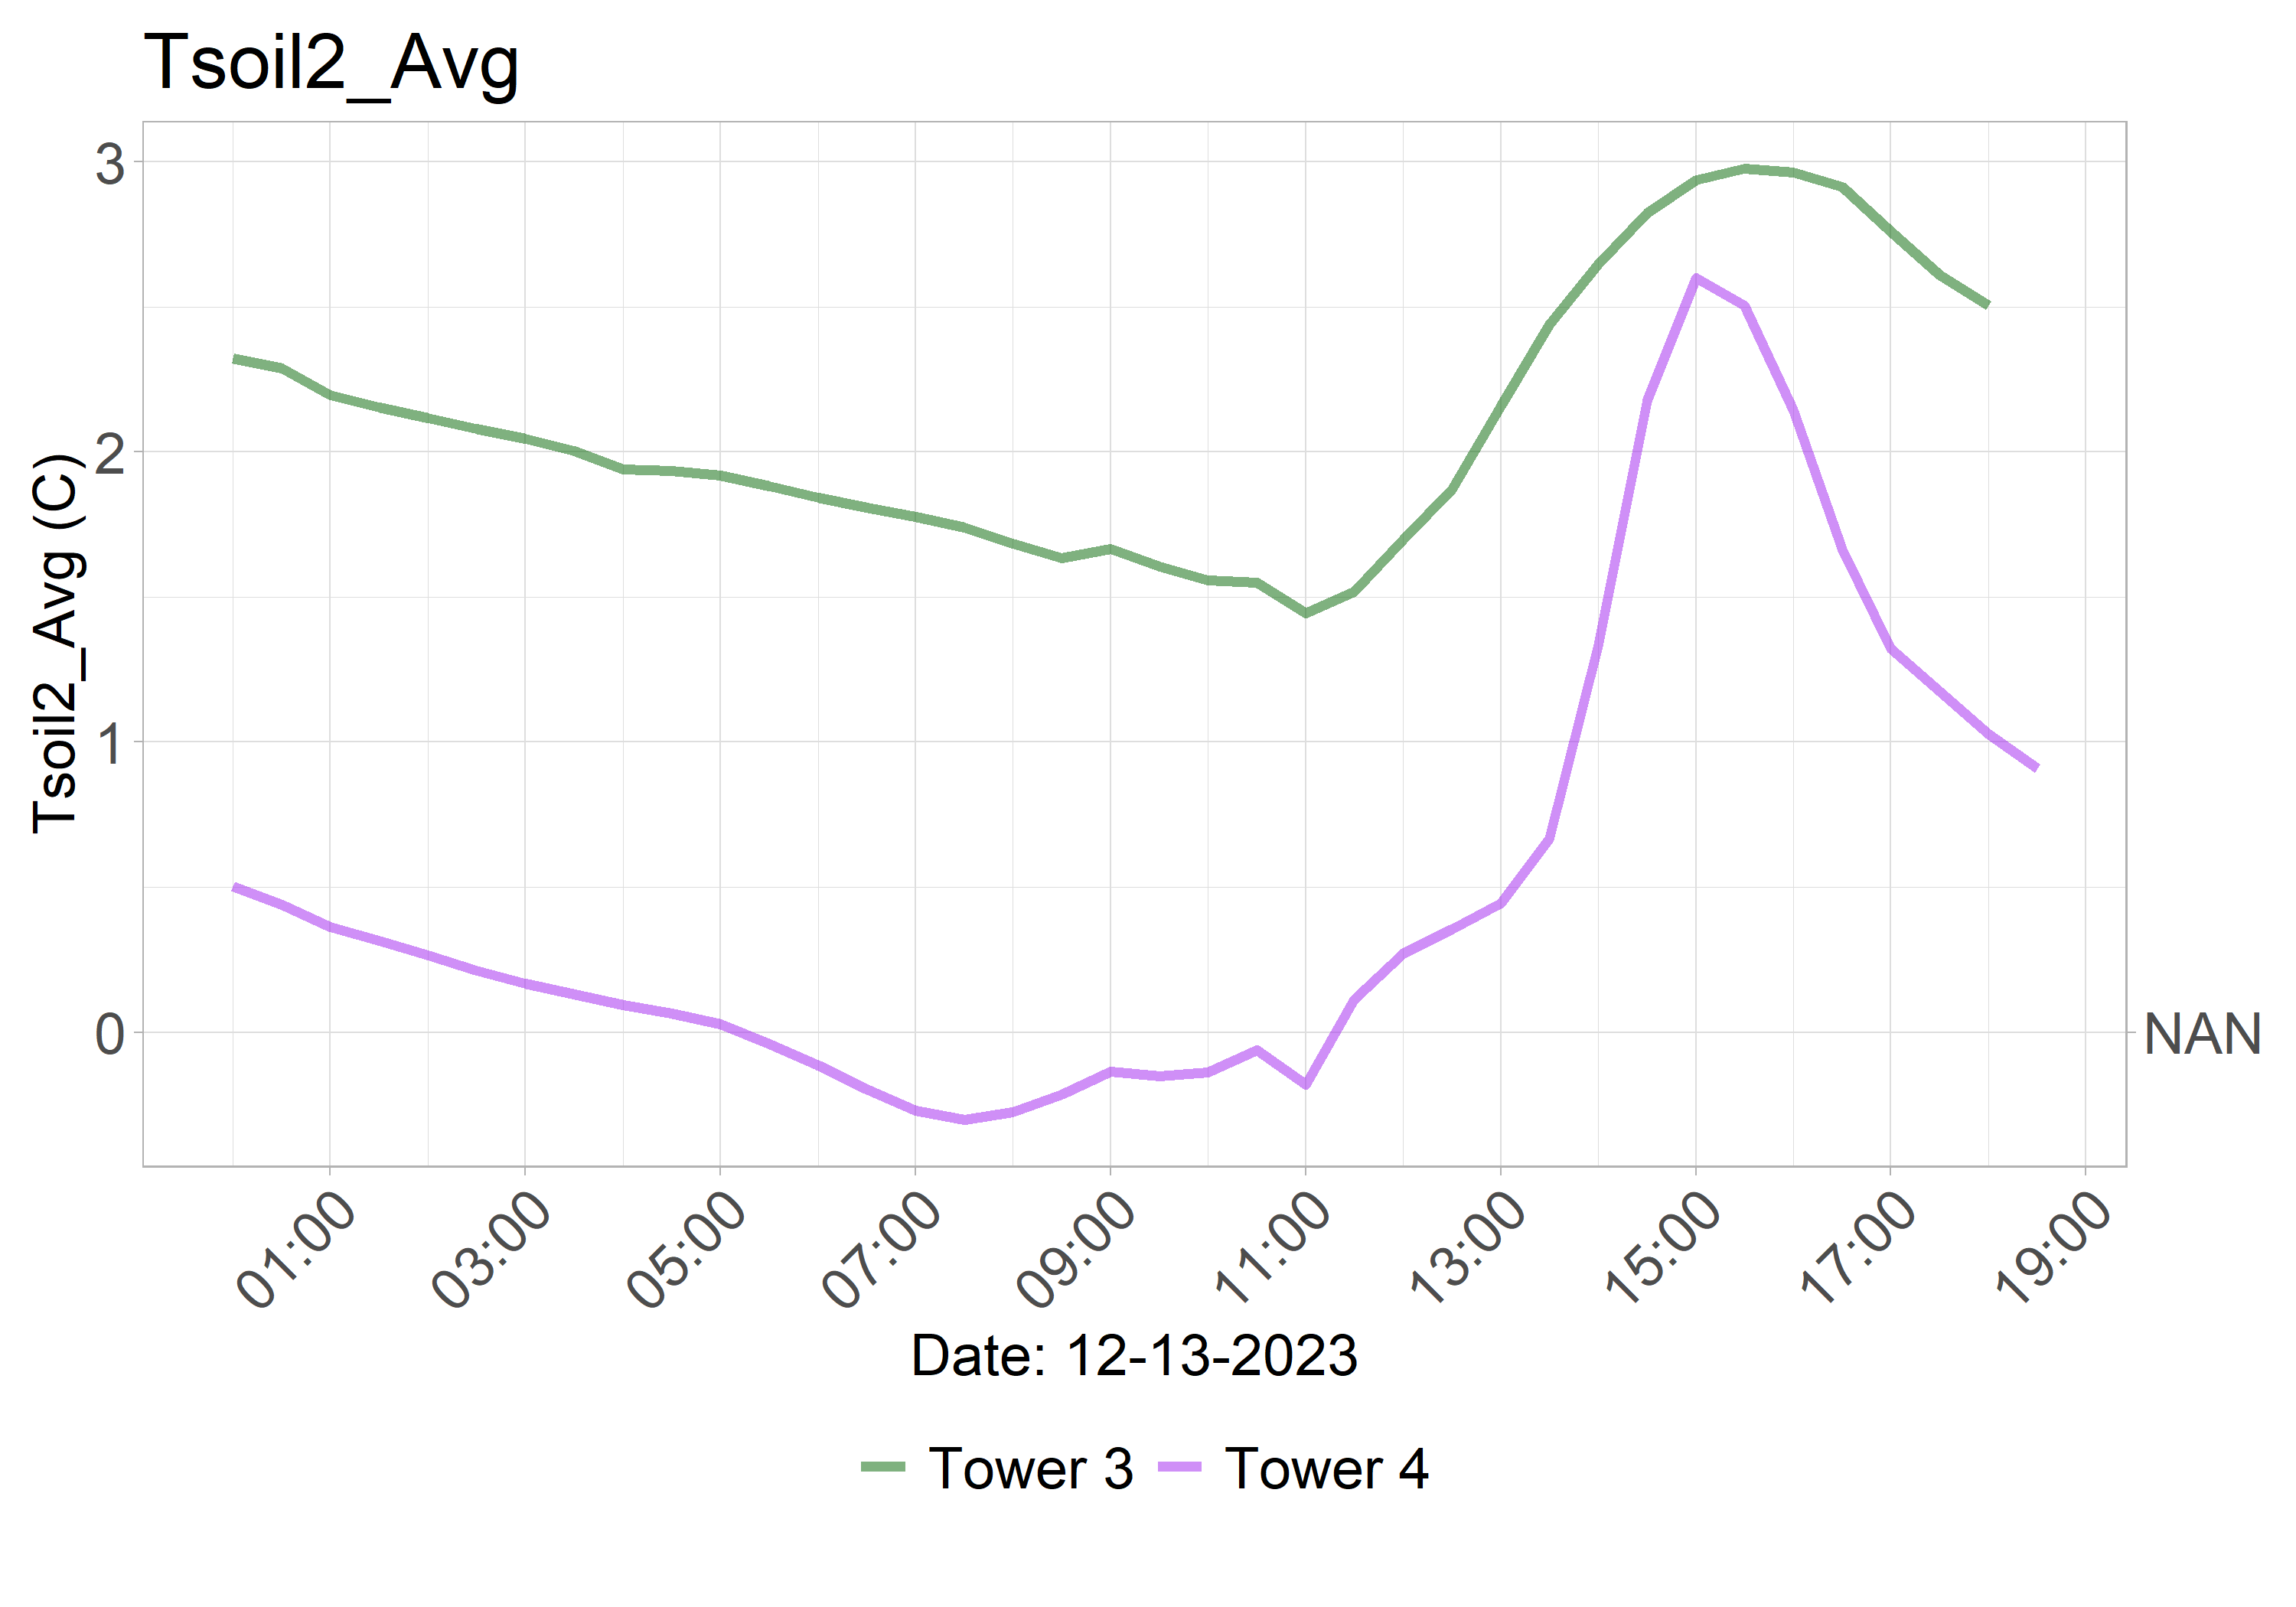 Tsoil2_Avg
Tsoil2_Avg (C)
3
2
1
0
NAN
01:00 03:00 05:00 07:00 09:00 11:00 13:00 15:00 17:00 19:00
Date: 12-13-2023
Tower 3 Tower 4